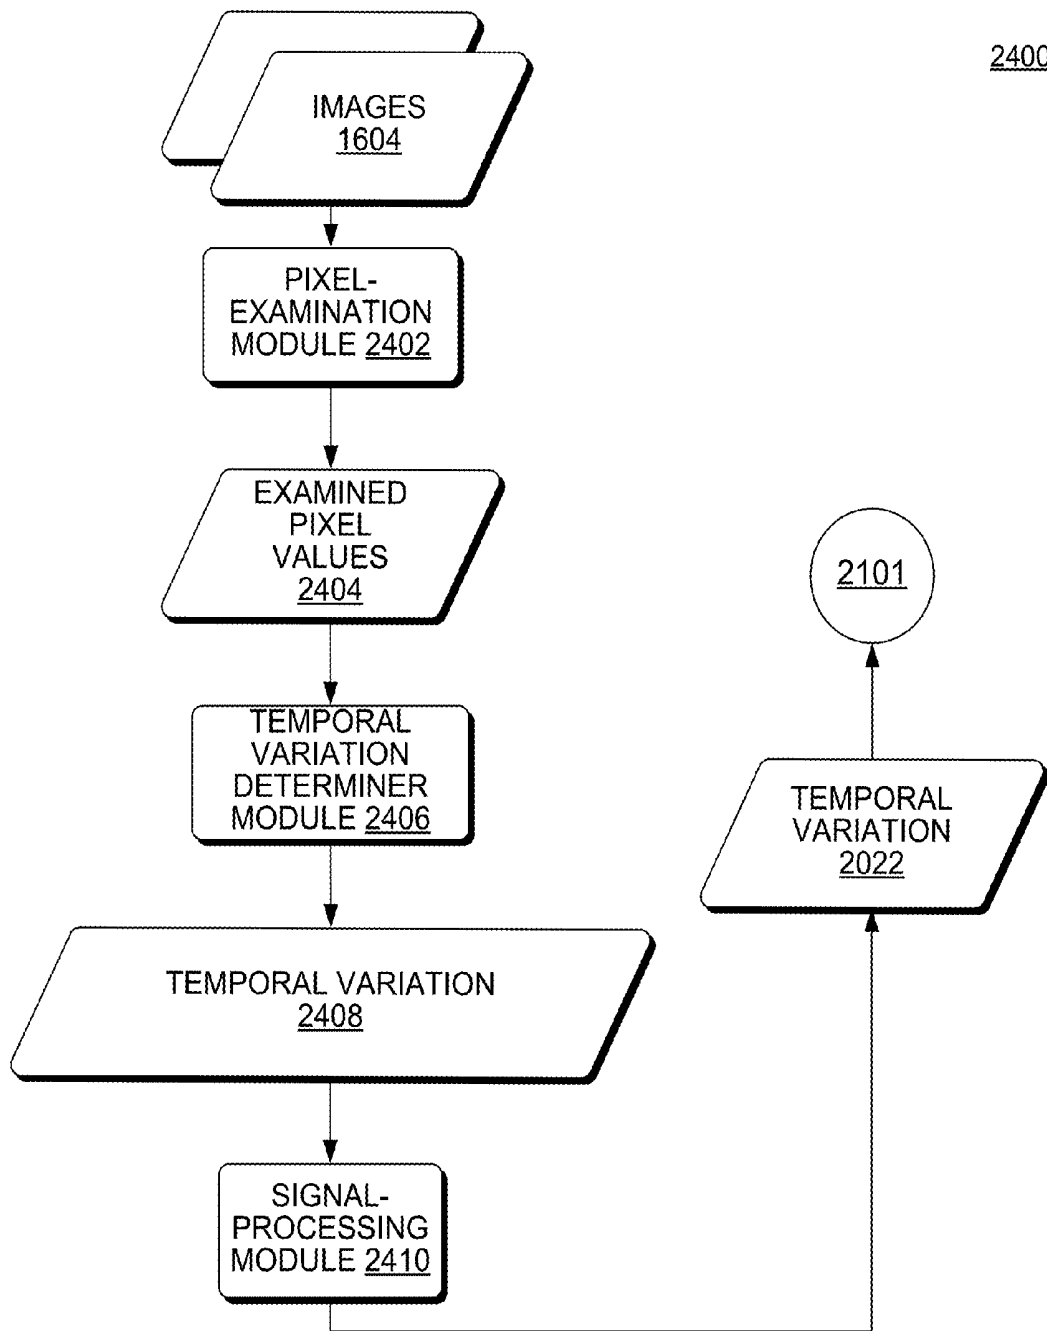 2400
IMAGES
1604
PIXEL-
EXAMINATION
MODULE 2402
EXAMINED
PIXEL
VALUES
2404
TEMPORAL
VARIATION
DETERMINER
MODULE 2406
TEMPORAL VARIATION
2408
SIGNAL-
PROCESSING
MODULE 2410
TEMPORAL
VARIATION
2022
2101